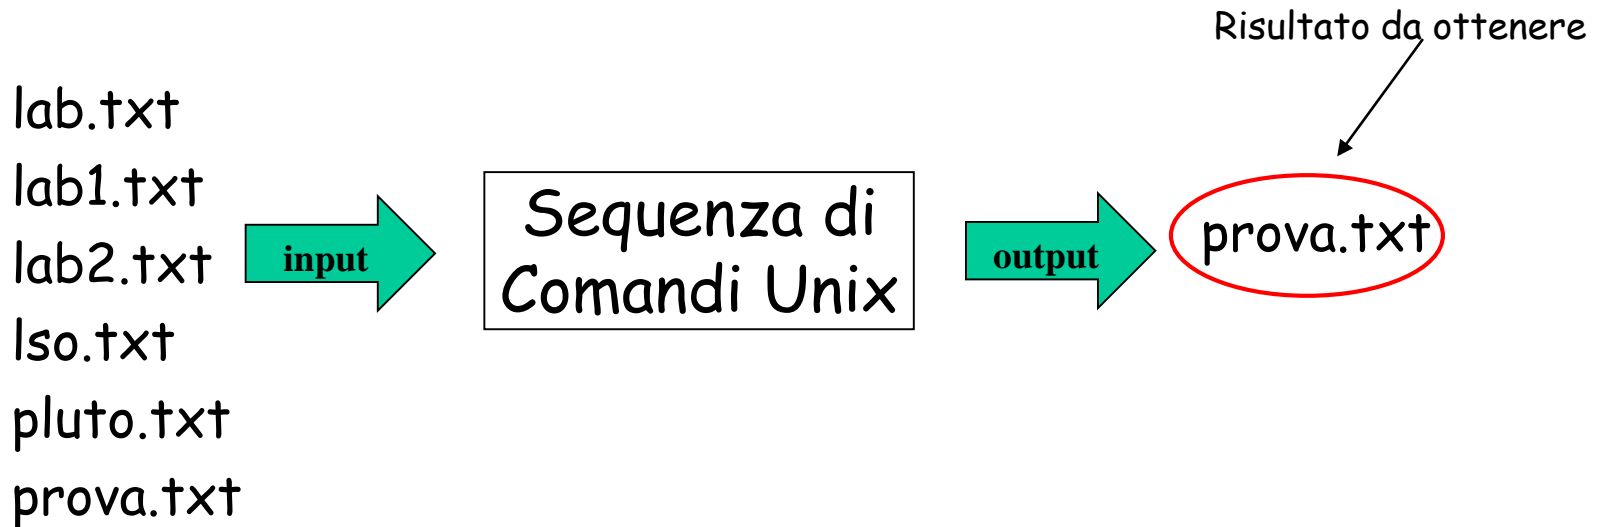 Risultato da ottenere
lab.txt
lab1.txt
lab2.txt
lso.txt
pluto.txt
prova.txt
input
Sequenza di
Comandi Unix
output
prova.txt